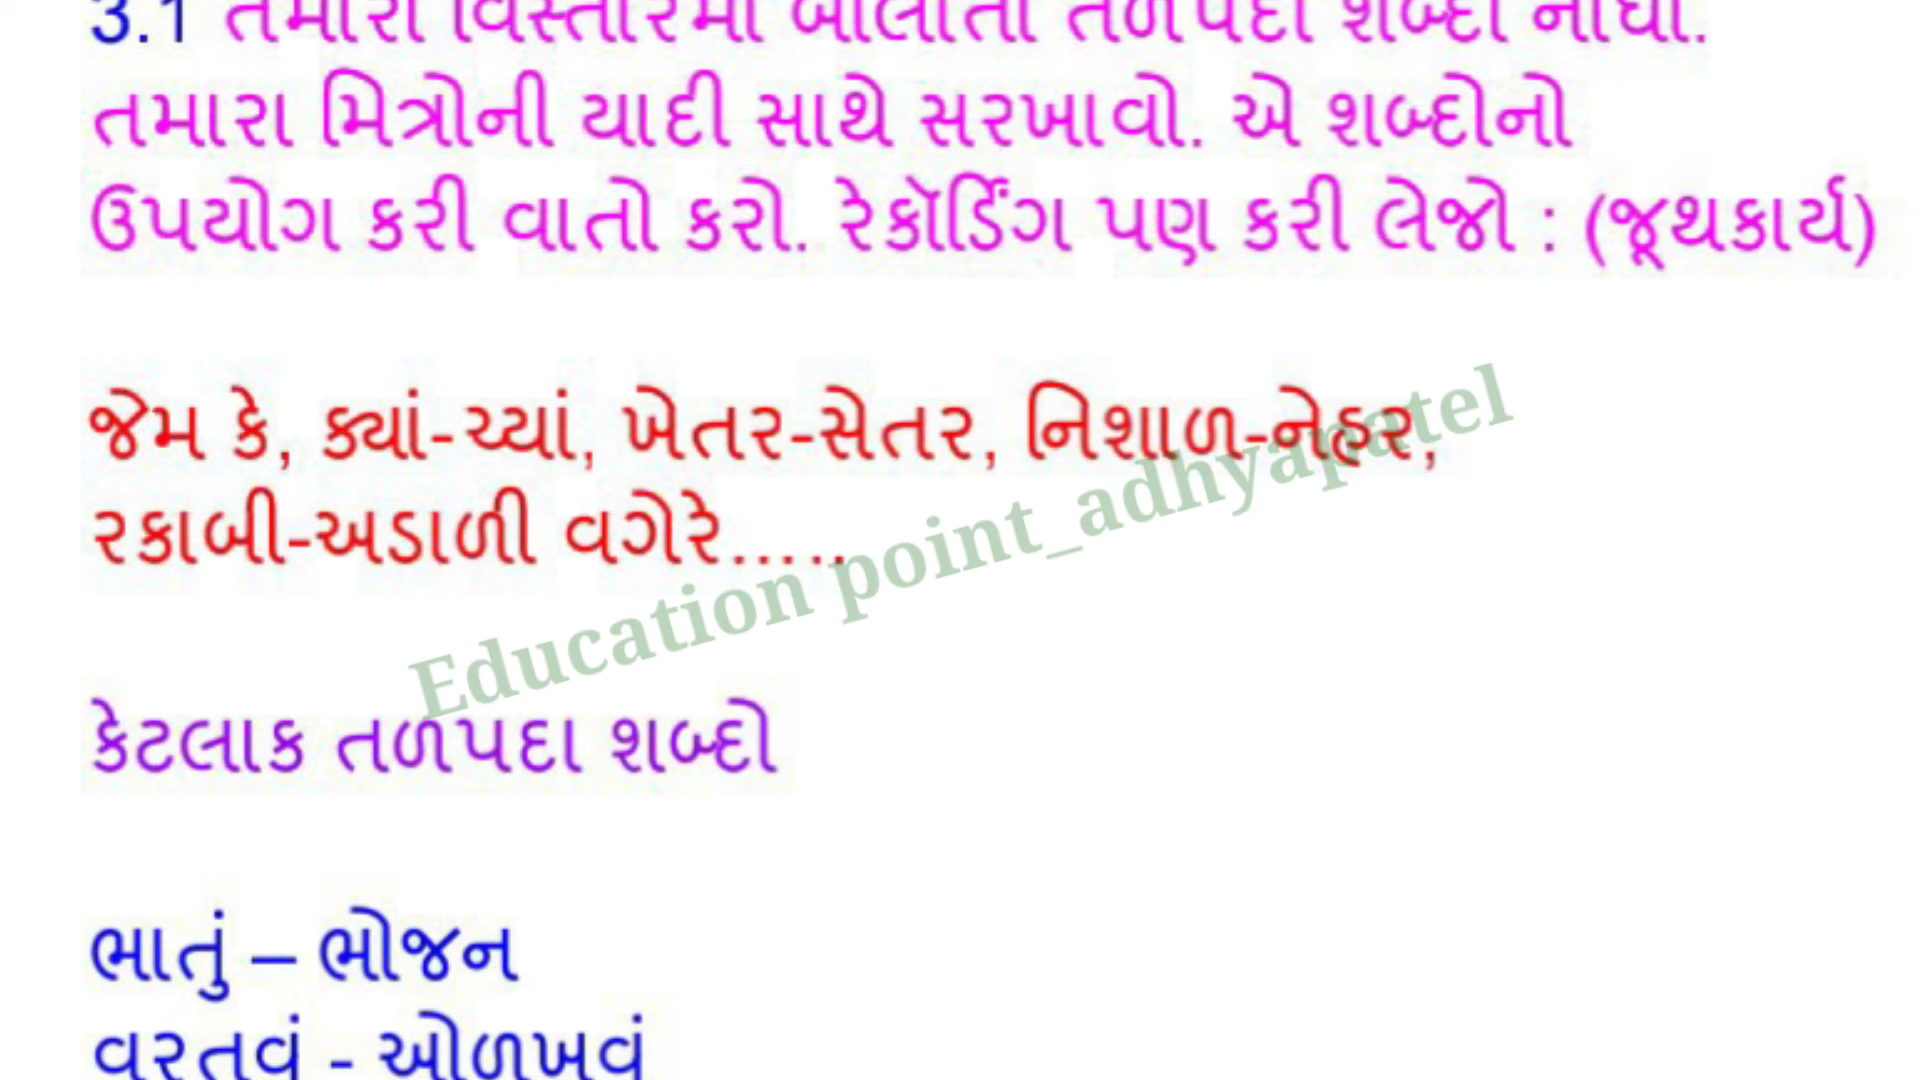 3.1 તમારા વિસ્તારમાં બોલાતા તળપદા શબ્દો નોંધો.
તમારા મિત્રોની યાદી સાથે સરખાવો. એ શબ્દોનો
ઉપયોગ કરી વાતો કરો. રેકૉર્ડિંગ પણ કરી લેજો : (જૂથકાર્ય)
જેમ કે, ક્યાં-ચ્યાં, ખેતર-સેતર, નિશાળ-નેહર,
રકાબી-અડાળી વગેરે.....
Education point_adhyapatel
કેટલાક તળપદા શબ્દો
ભાતું – ભોજન
વરતવું - ઓળખવું